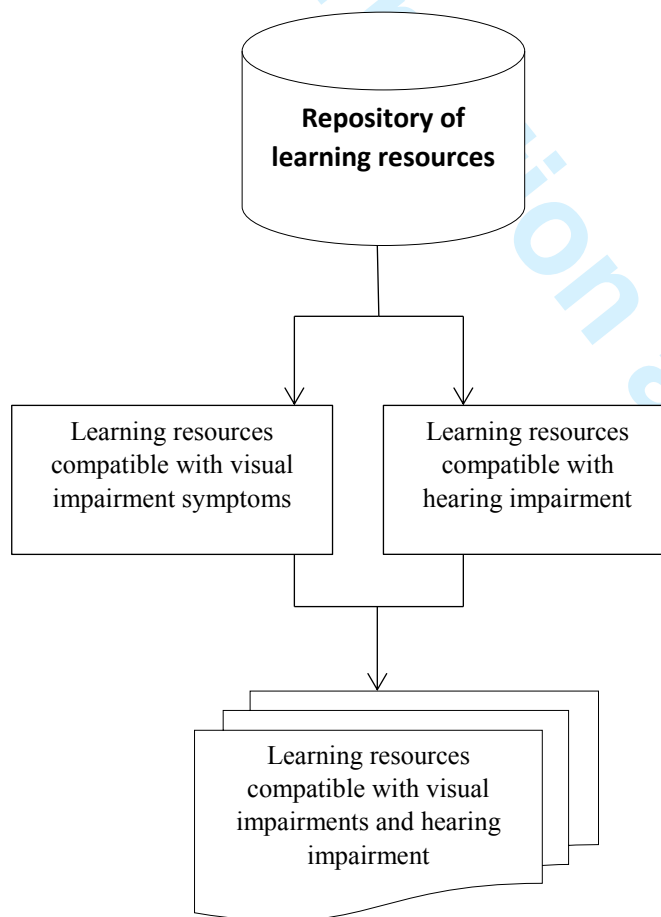 Repository of
learning resources
Learning resources
compatible with visual
impairment symptoms
Learning resources
compatible with
hearing impairment
Learning resources
compatible with visual
impairments and hearing
impairment